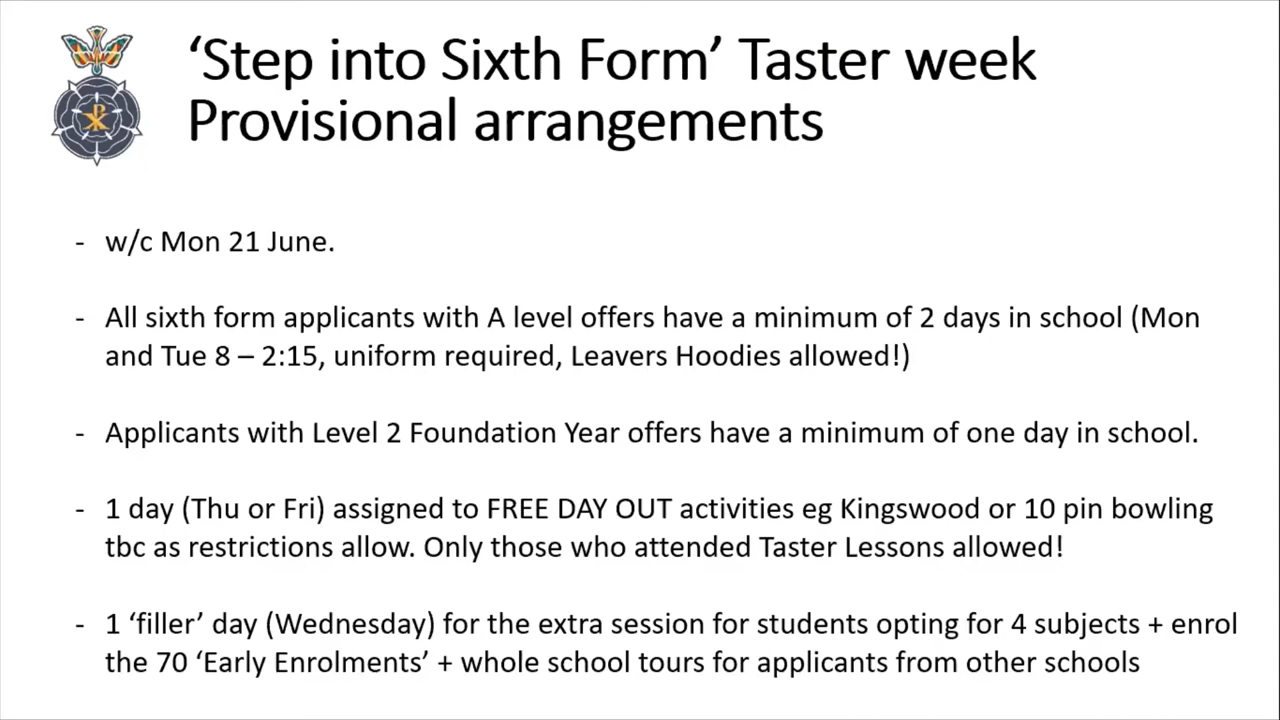 ‘Step into Sixth Form’ Taster week
Provisional arrangements
- w/c Mon 21 June.
- All sixth form applicants with A level offers have a minimum of 2 days in school (Mon
and Tue 8 – 2:15, uniform required, Leavers Hoodies allowed!)
- Applicants with Level 2 Foundation Year offers have a minimum of one day in school.
- 1 day (Thu or Fri) assigned to FREE DAY OUT activities eg Kingswood or 10 pin bowling
tbc as restrictions allow. Only those who attended Taster Lessons allowed!
- 1 ‘filler’ day (Wednesday) for the extra session for students opting for 4 subjects + enrol
the 70 ‘Early Enrolments’ + whole school tours for applicants from other schools